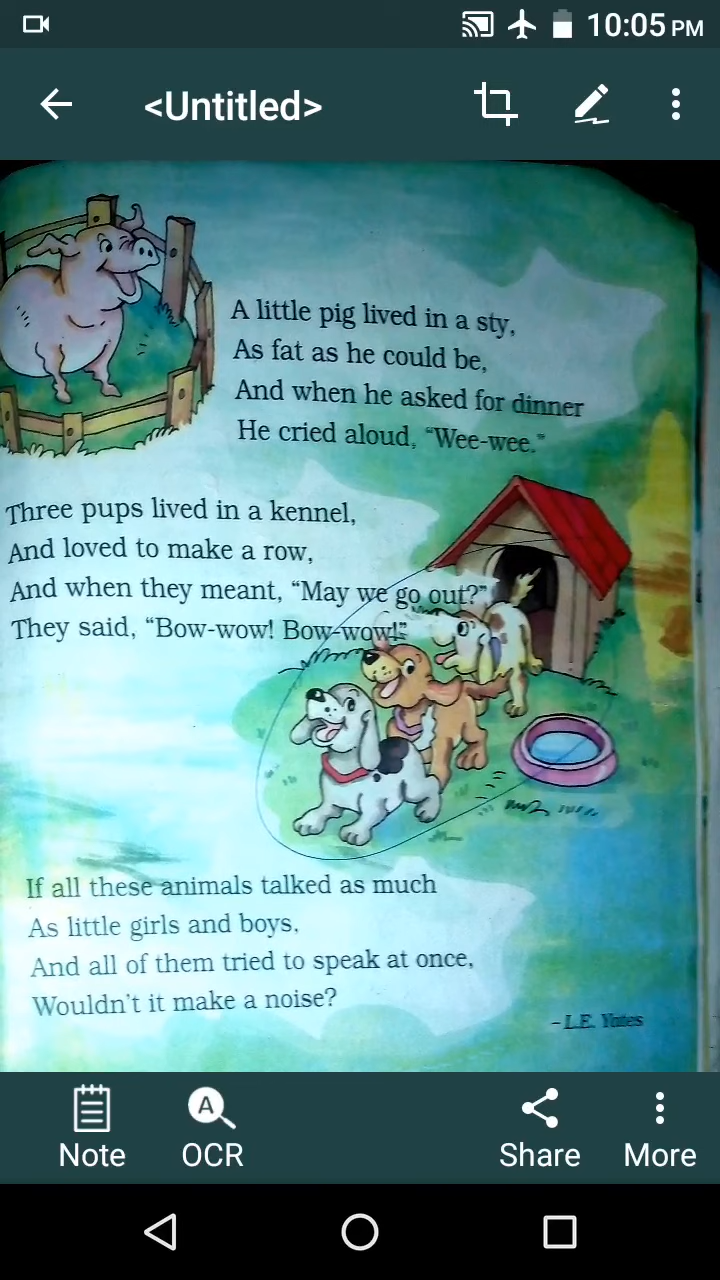 10:05 PM
<Untitled>
A little pig lived in a sty,
As fat as he could be,
And when he asked for dinner
He cried aloud, “Wee-wee.”
Three pups lived in a kennel,
And loved to make a row,
And when they meant, “May we go out?”
They said, “Bow-wow! Bow-wow!”
If all these animals talked as much
As little girls and boys,
And all of them tried to speak at once,
Wouldn't it make a noise?
– L.E. Yates
Note
OCR
Share
More